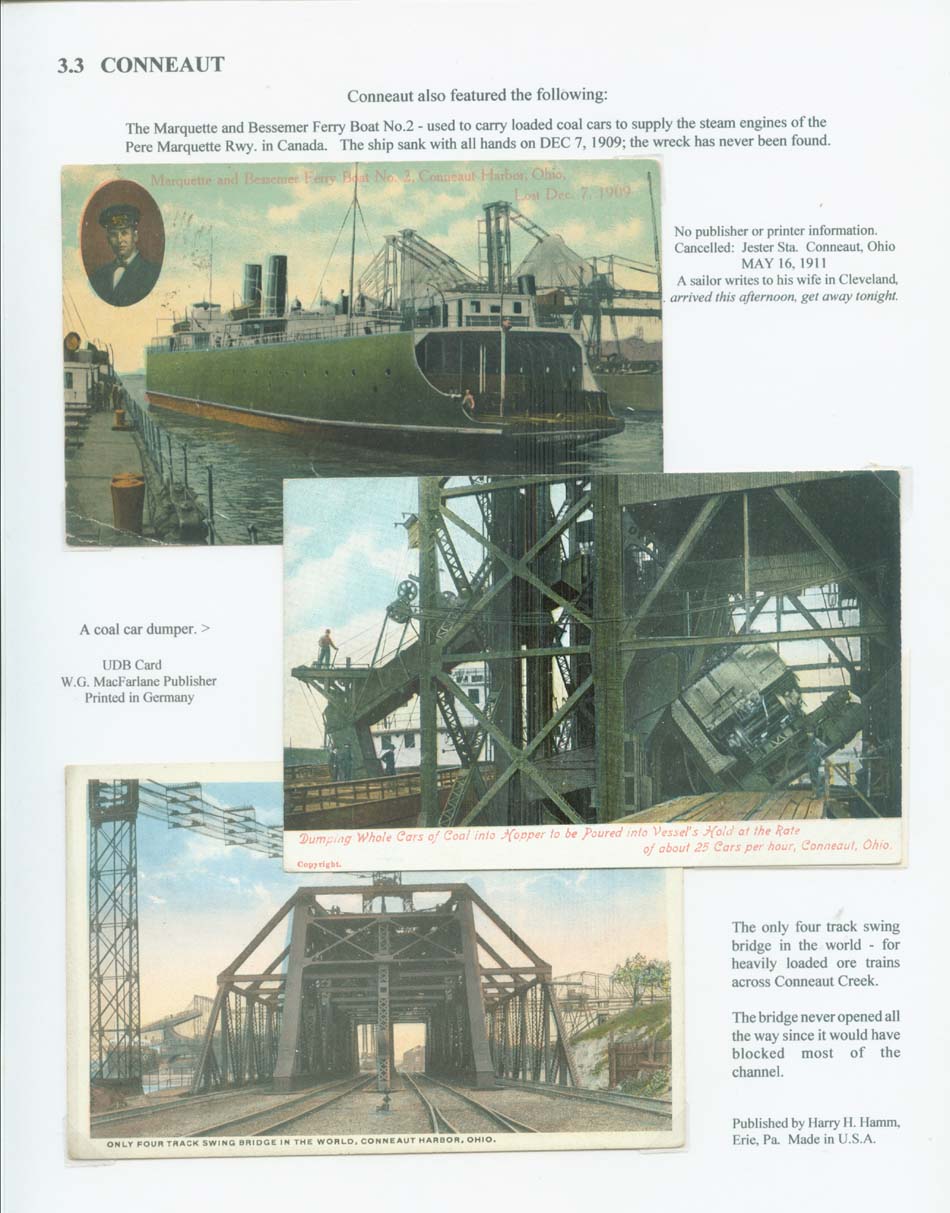 3.3 CONNEAUT
Conneaut also featured the following:
The Marquette and Bessemer Ferry Boat No.2 - used to carry loaded coal cars to supply the steam engines of the
Pere Marquette Rwy. in Canada. The ship sank with all hands on DEC 7, 1909; the wreck has never been found.
Marquette and Bessemer Ferry Boat No. 2, Conneaut Harbor, Ohio,
Lost Dec. 7, 1909
No publisher or printer information.
Cancelled: Jester Sta. Conneaut, Ohio
MAY 16, 1911
A sailor writes to his wife in Cleveland,
arrived this afternoon, get away tonight.
A coal car dumper. >
UDB Card
W.G. MacFarlane Publisher
Printed in Germany
Dumping Whole Cars of Coal into Hopper to be Poured into Vessel's Hold at the Rate
of about 25 Cars per hour, Conneaut, Ohio.
Copyright.
The only four track swing
bridge in the world - for
heavily loaded ore trains
across Conneaut Creek.
The bridge never opened all
the way since it would have
blocked most of the
channel.
Published by Harry H. Hamm,
Erie, Pa. Made in U.S.A.
ONLY FOUR TRACK SWING BRIDGE IN THE WORLD, CONNEAUT HARBOR, OHIO.